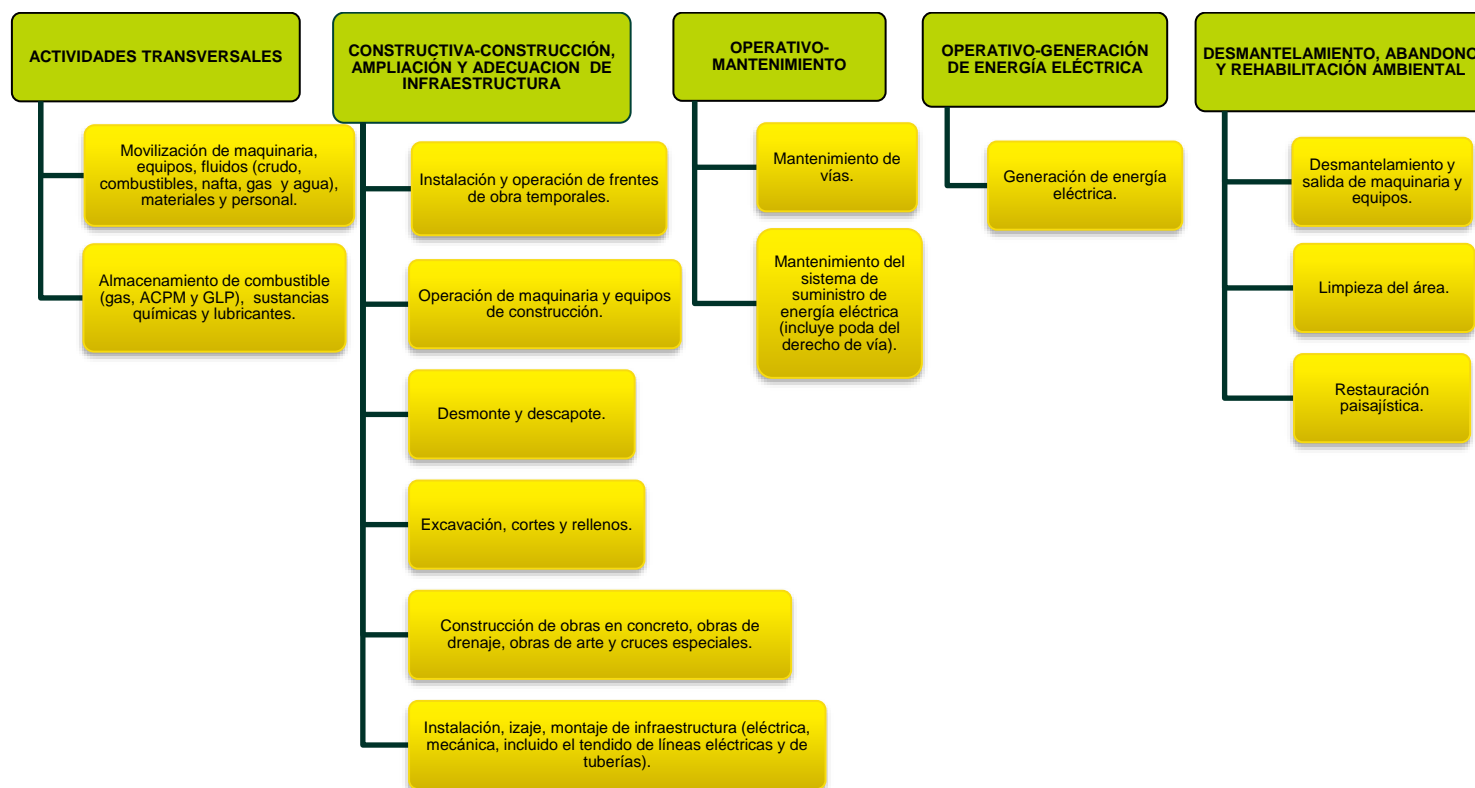 ACTIVIDADES TRANSVERSALES
Movilización de maquinaria,
equipos, fluidos (crudo,
combustibles, nafta, gas y agua),
materiales y personal.
Almacenamiento de combustible
(gas, ACPM y GLP), sustancias
químicas y lubricantes.
CONSTRUCTIVA-CONSTRUCCIÓN,
AMPLIACIÓN Y ADECUACION DE
INFRAESTRUCTURA
Instalación y operación de frentes
de obra temporales.
Operación de maquinaria y equipos
de construcción.
Desmonte y descapote.
Excavación, cortes y rellenos.
Construcción de obras en concreto, obras de
drenaje, obras de arte y cruces especiales.
Instalación, izaje, montaje de infraestructura (eléctrica,
mecánica, incluido el tendido de líneas eléctricas y de
tuberías).
OPERATIVO-
MANTENIMIENTO
Mantenimiento de
vías.
Mantenimiento del
sistema de
suministro de
energía eléctrica
(incluye poda del
derecho de vía).
OPERATIVO-GENERACIÓN
DE ENERGÍA ELÉCTRICA
Generación de energía
eléctrica.
DESMANTELAMIENTO, ABANDONO
Y REHABILITACIÓN AMBIENTAL
Desmantelamiento y
salida de maquinaria y
equipos.
Limpieza del área.
Restauración
paisajística.